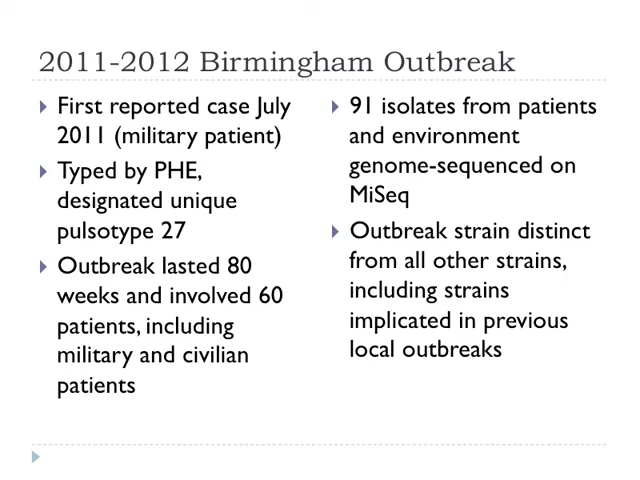 2011-2012 Birmingham Outbreak
First reported case July
2011 (military patient)
Typed by PHE,
designated unique
pulsotype 27
Outbreak lasted 80
weeks and involved 60
patients, including
military and civilian
patients
91 isolates from patients
and environment
genome-sequenced on
MiSeq
Outbreak strain distinct
from all other strains,
including strains
implicated in previous
local outbreaks